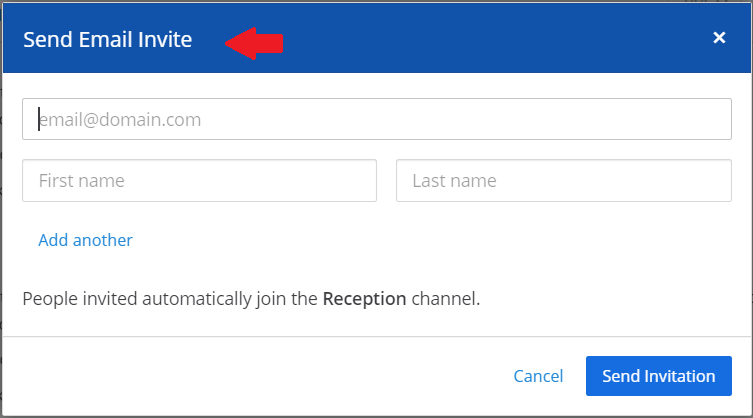 Send Email Invite
email@domain.com
First name Last name
Add another
People invited automatically join the Reception channel.
Cancel Send Invitation